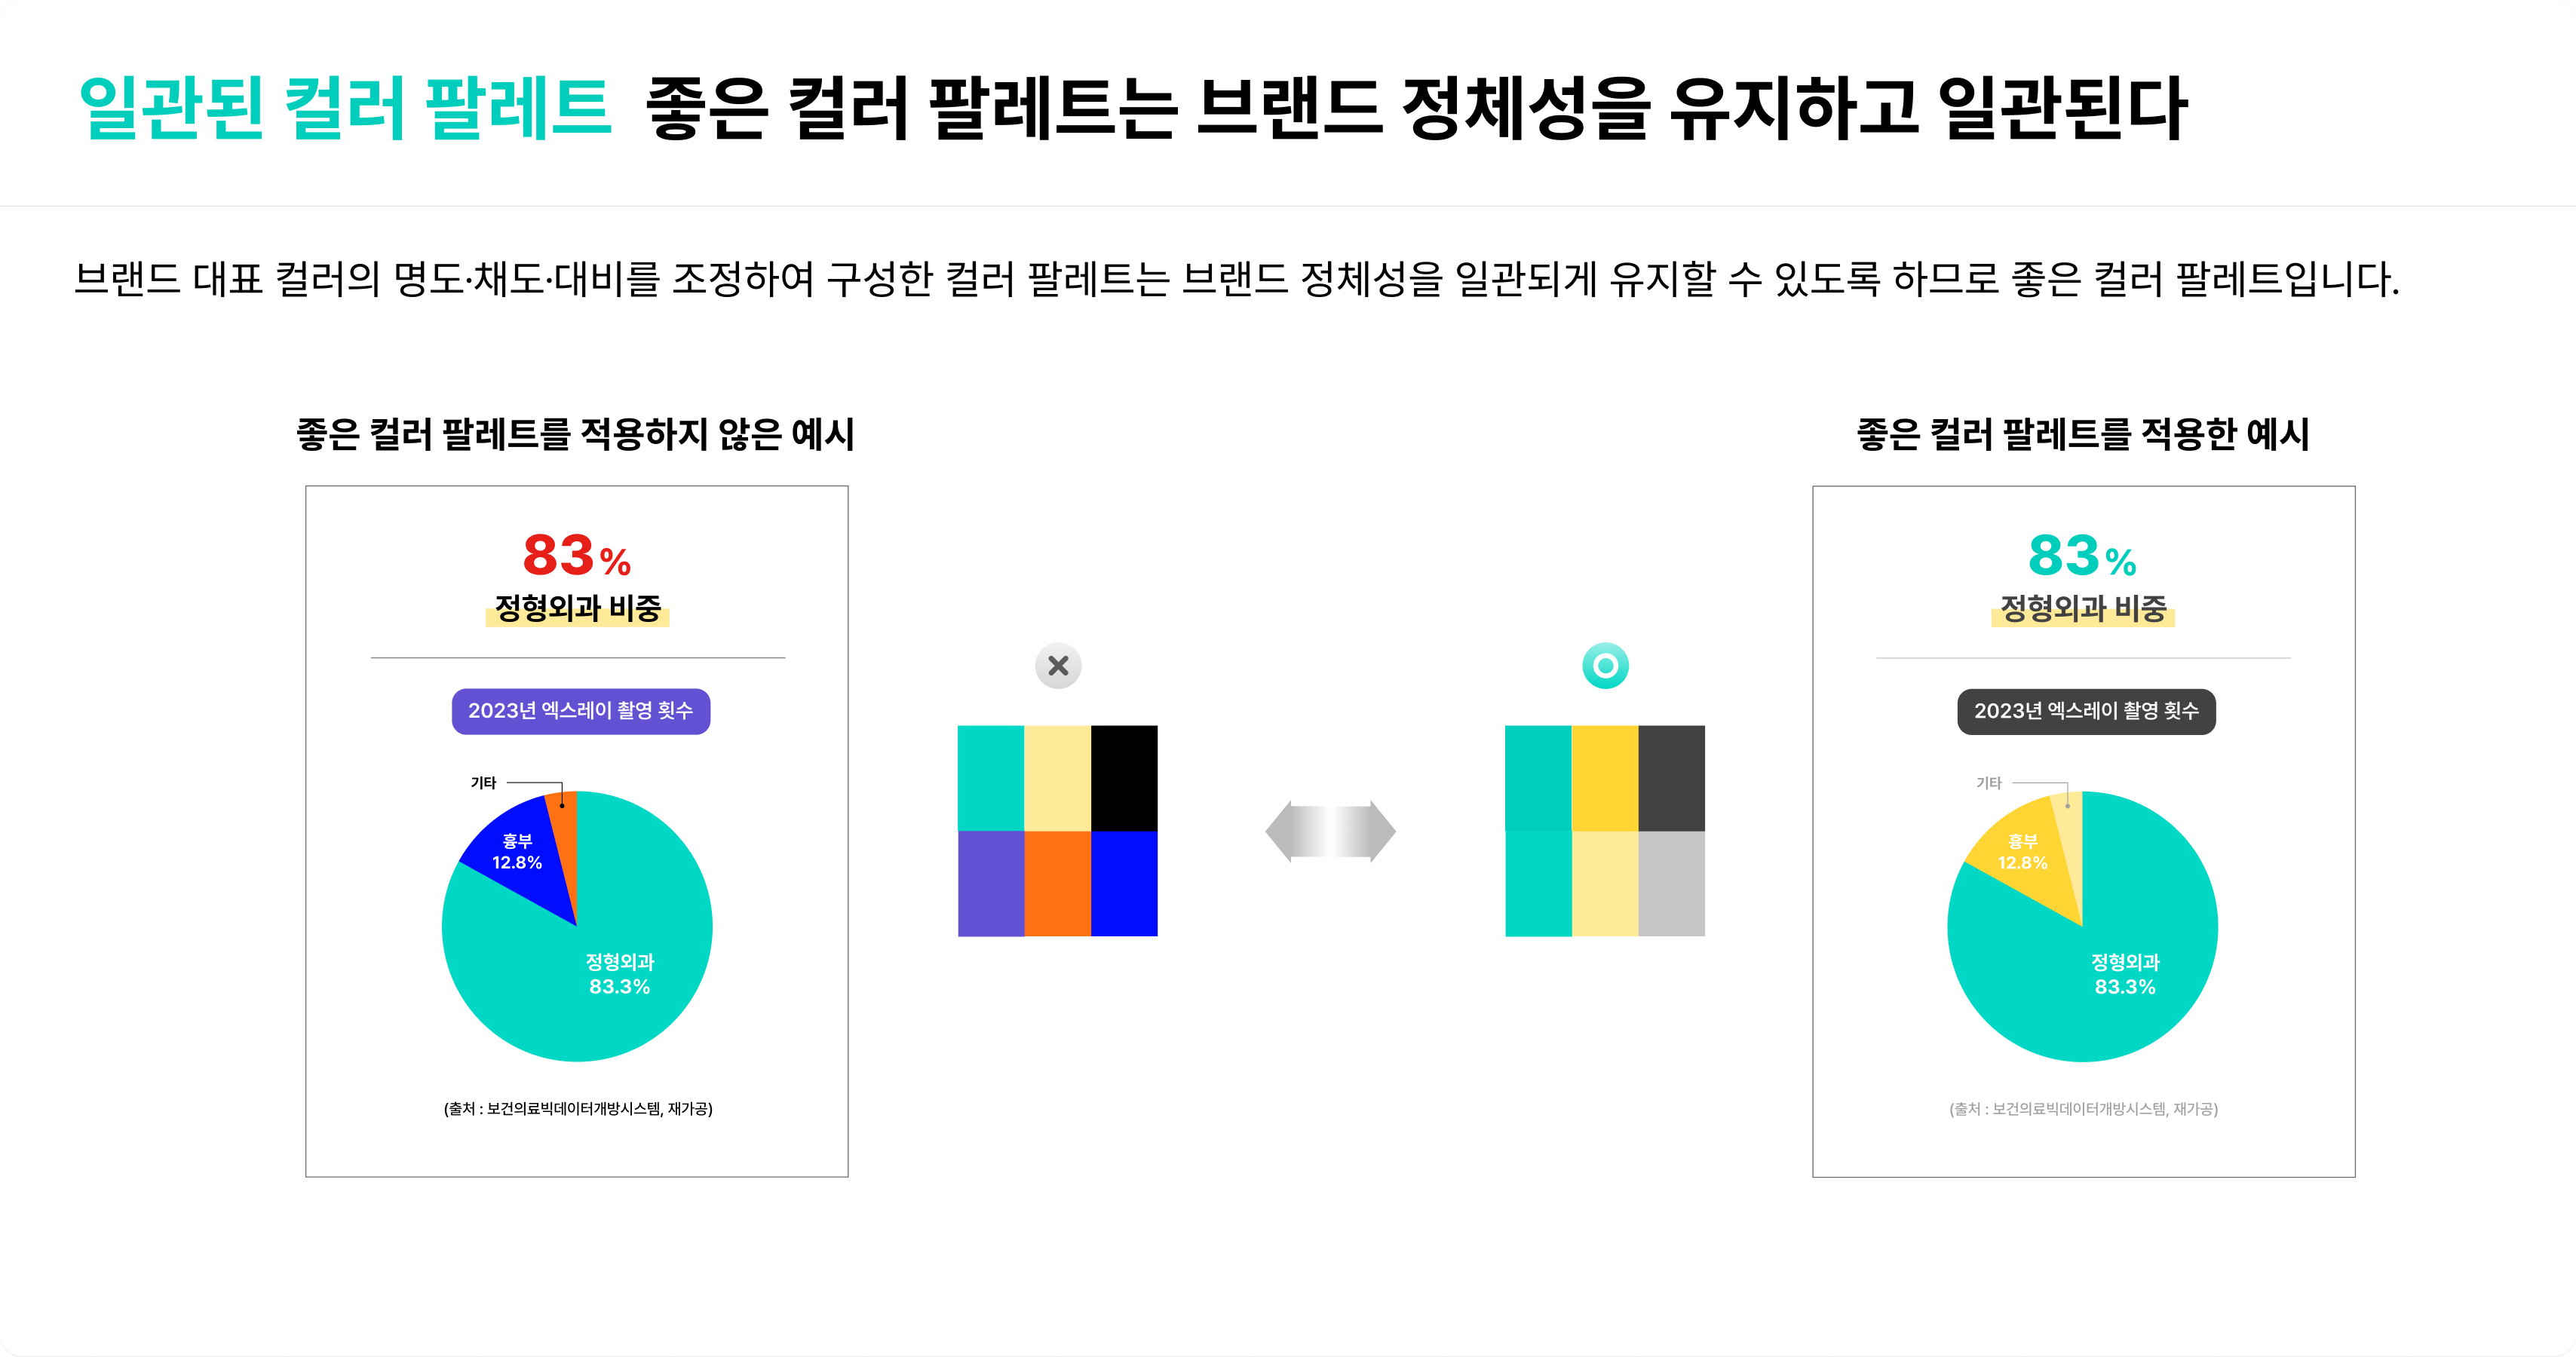 일관된 컬러 팔레트 좋은 컬러 팔레트는 브랜드 정체성을 유지하고 일관된다
브랜드 대표 컬러의 명도·채도·대비를 조정하여 구성한 컬러 팔레트는 브랜드 정체성을 일관되게 유지할 수 있도록 하므로 좋은 컬러 팔레트입니다.
좋은 컬러 팔레트를 적용하지 않은 예시
83%
정형외과 비중
2023년 엑스레이 촬영 횟수
기타
흉부
12.8%
정형외과
83.3%
(출처 : 보건의료빅데이터개방시스템, 재가공)
좋은 컬러 팔레트를 적용한 예시
83%
정형외과 비중
2023년 엑스레이 촬영 횟수
기타
흉부
12.8%
정형외과
83.3%
(출처 : 보건의료빅데이터개방시스템, 재가공)